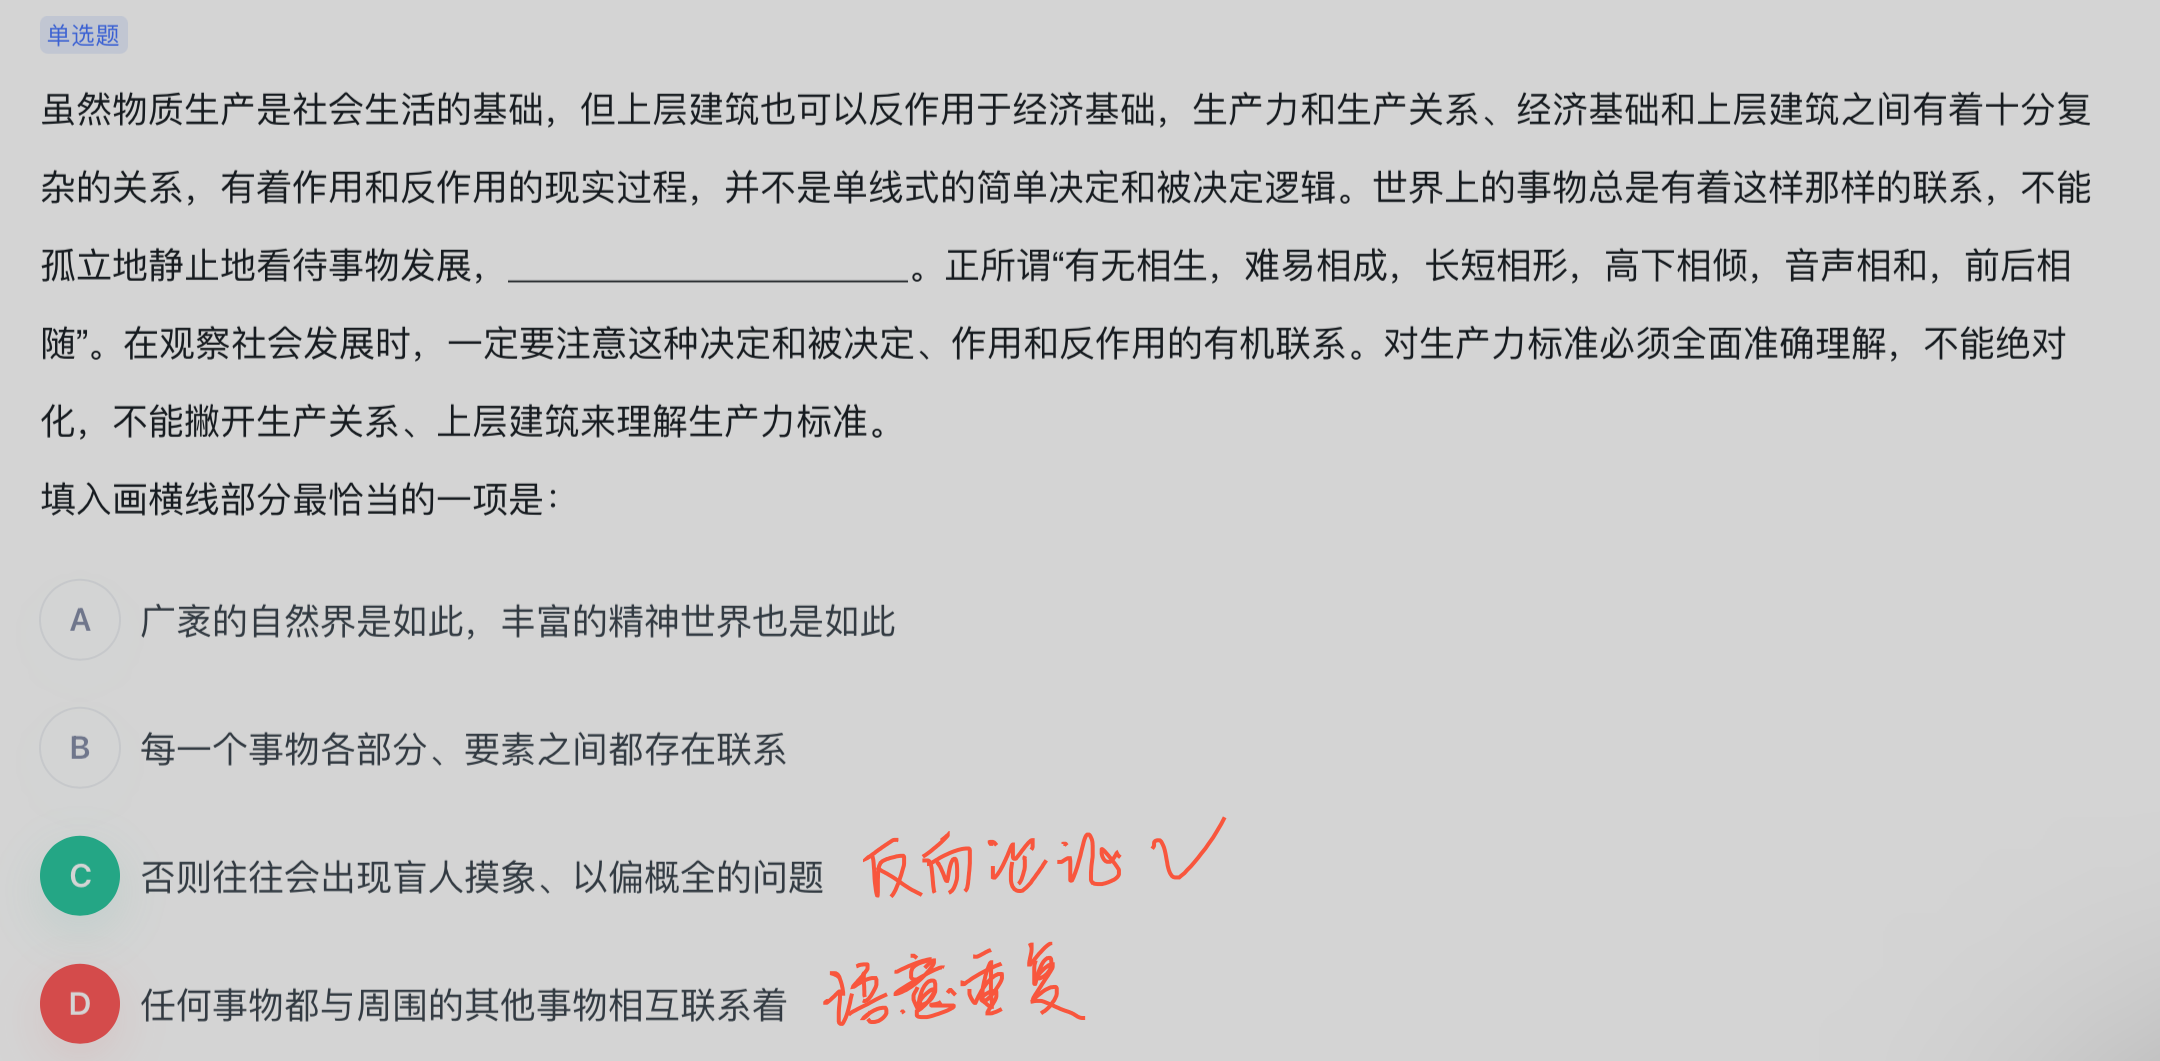 单选题
虽然物质生产是社会生活的基础，但上层建筑也可以反作用于经济基础，生产力和生产关系、经济基础和上层建筑之间有着十分复
杂的关系，有着作用和反作用的现实过程，并不是单线式的简单决定和被决定逻辑。世界上的事物总是有着这样那样的联系，不能
孤立地静止地看待事物发展，____________________。正所谓“有无相生，难易相成，长短相形，高下相倾，音声相和，前后相
随”。在观察社会发展时，一定要注意这种决定和被决定、作用和反作用的有机联系。对生产力标准必须全面准确理解，不能绝对
化，不能撇开生产关系、上层建筑来理解生产力标准。
填入画横线部分最恰当的一项是：
A 广袤的自然界是如此，丰富的精神世界也是如此
B 每一个事物各部分、要素之间都存在联系
C 否则往往会出现盲人摸象、以偏概全的问题 反向论证 ✓
D 任何事物都与周围的其他事物相互联系着 语意重复